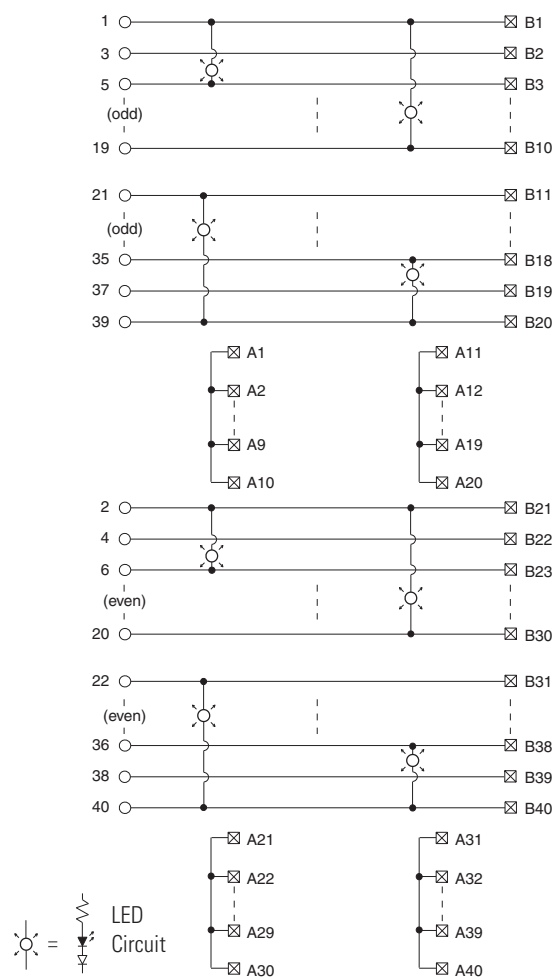 1 B1
3 B2
5 B3
(odd)
19 B10
21 B11
(odd)
35 B18
37 B19
39 B20
A1 A11
A2 A12
A9 A19
A10 A20
2 B21
4 B22
6 B23
(even)
20 B30
22 B31
(even)
36 B38
38 B39
40 B40
A21 A31
A22 A32
A29 A39
A30 A40
= LED
Circuit